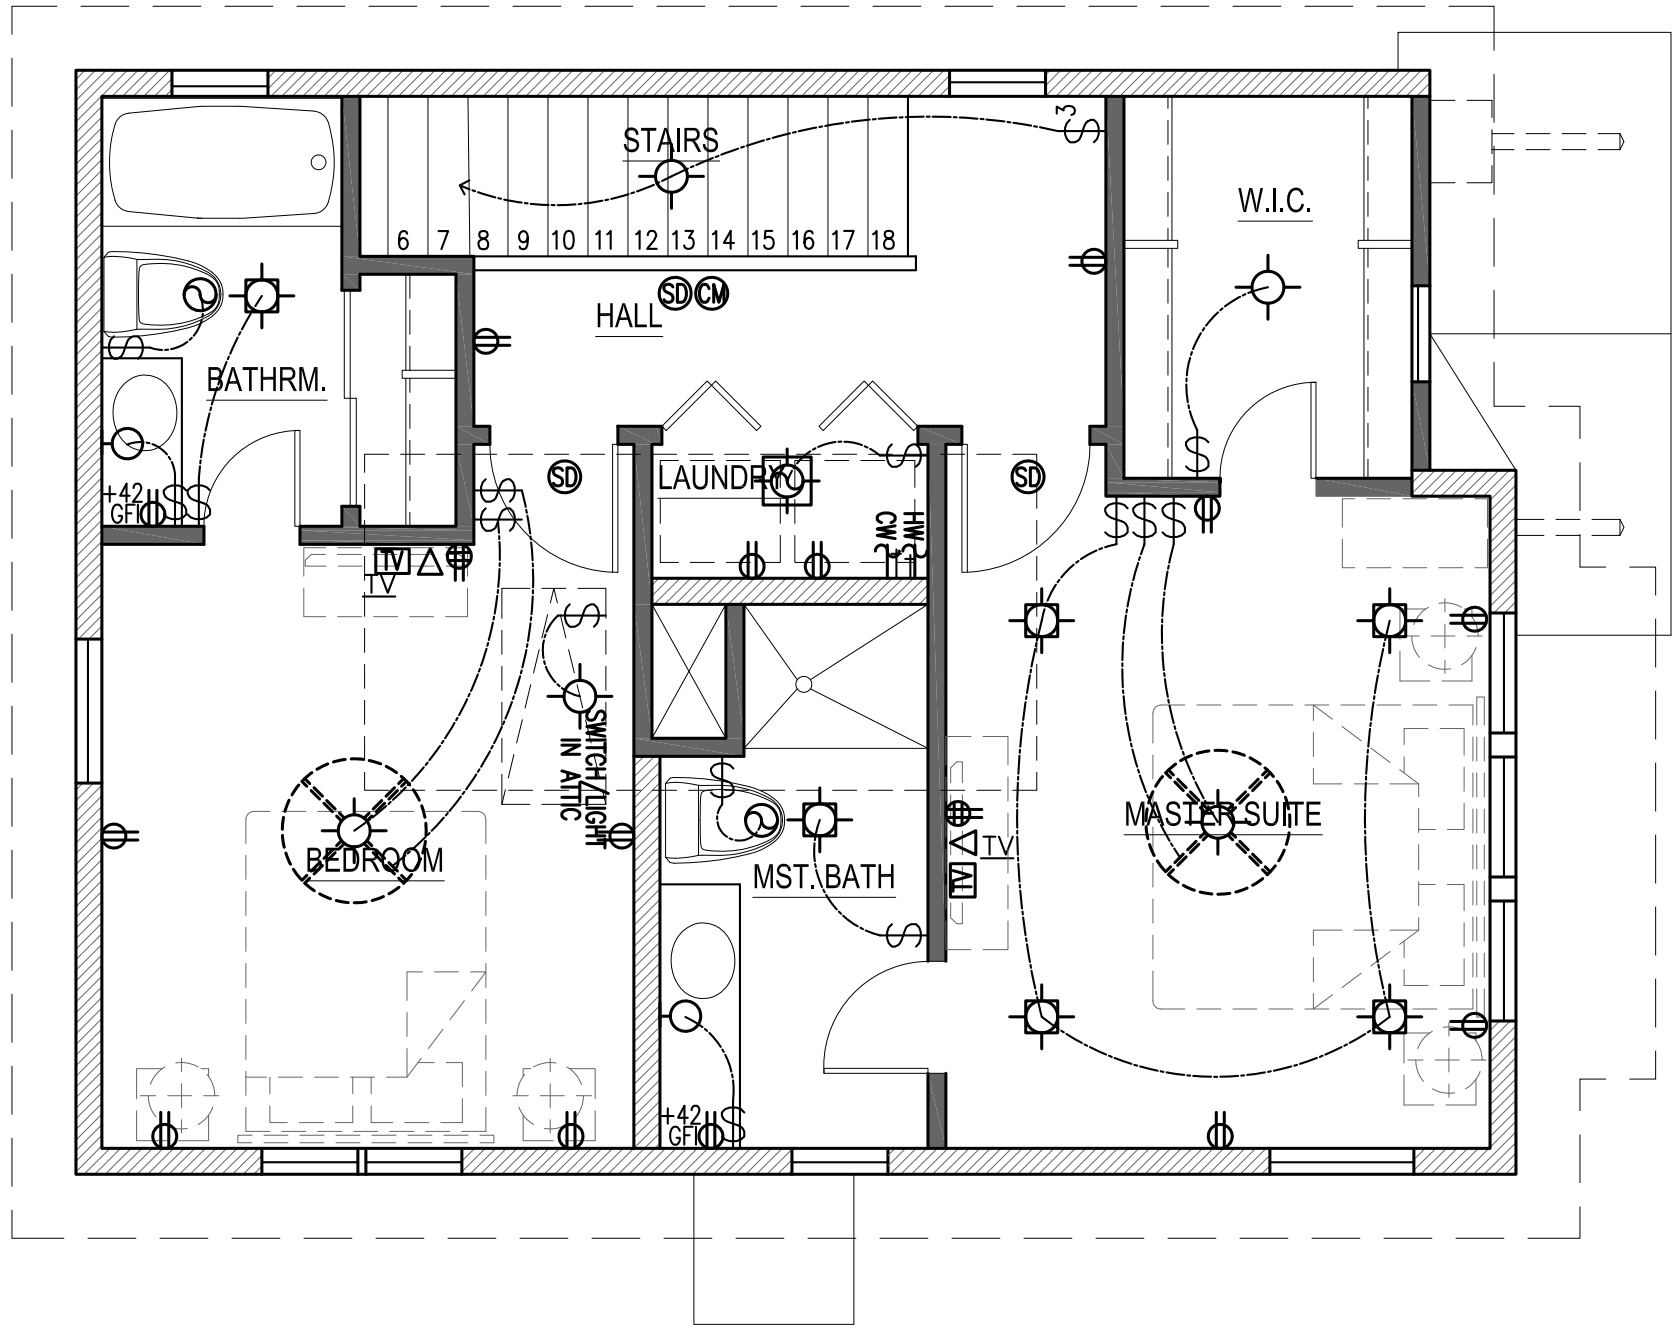 3
STAIRS
W.I.C.
6 7 8 9 10 11 12 13 14 15 16 17 18
SD CM
HALL
BATHRM.
SD
LAUNDRY
SD
+42
GFI
CW
HW
TV
TV
SWITCH/LIGHT
IN ATTIC
BEDROOM
MASTER SUITE
TV
TV
MST. BATH
+42
GFI